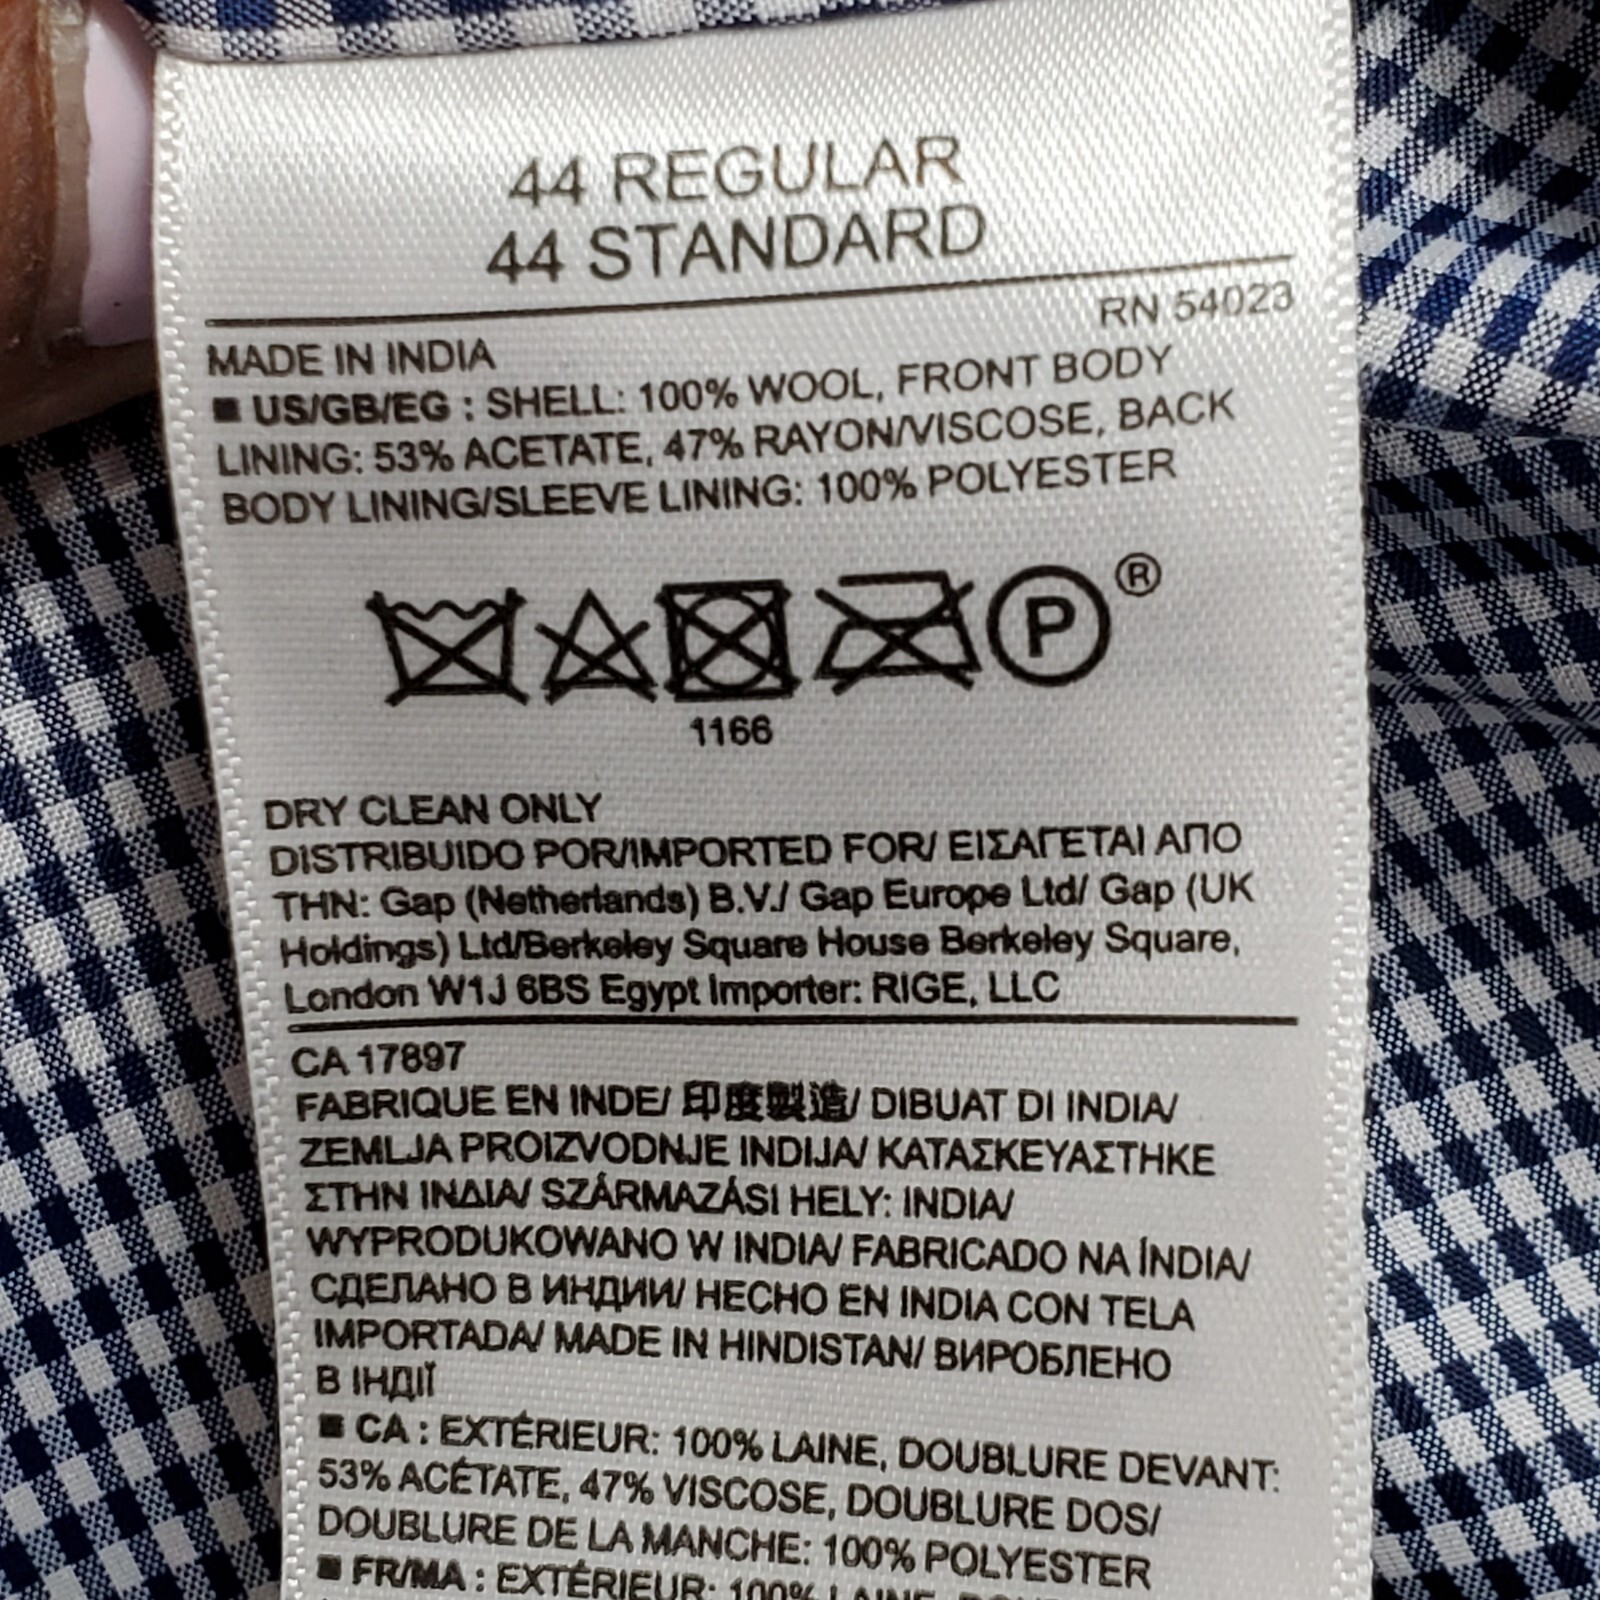 44 REGULAR
44 STANDARD
RN 54023
MADE IN INDIA
■ US/GB/EG : SHELL: 100% WOOL, FRONT BODY
LINING: 53% ACETATE, 47% RAYON/VISCOSE, BACK
BODY LINING/SLEEVE LINING: 100% POLYESTER
P ®
1166
DRY CLEAN ONLY
DISTRIBUIDO POR/IMPORTED FOR/ ΕΙΣΑΓΕΤΑΙ ΑΠΟ
ΤΗΝ: Gap (Netherlands) B.V./ Gap Europe Ltd/ Gap (UK
Holdings) Ltd/Berkeley Square House Berkeley Square,
London W1J 6BS Egypt Importer: RIGE, LLC
CA 17897
FABRIQUE EN INDE/ 印度製造/ DIBUAT DI INDIA/
ZEMLJA PROIZVODNJE INDIJA/ ΚΑΤΑΣΚΕΥΑΣΤΗΚΕ
ΣΤΗΝ ΙΝΔΙΑ/ SZÁRMAZÁSI HELY: INDIA/
WYPRODUKOWANO W INDIA/ FABRICADO NA ÍNDIA/
СДЕЛАНО В ИНДИИ/ HECHO EN INDIA CON TELA
IMPORTADA/ MADE IN HINDISTAN/ ВИРОБЛЕНО
В ІНДІЇ
■ CA : EXTÉRIEUR: 100% LAINE, DOUBLURE DEVANT:
53% ACÉTATE, 47% VISCOSE, DOUBLURE DOS/
DOUBLURE DE LA MANCHE: 100% POLYESTER
■ FR/MA : EXTÉRIEUR: 100% LAINE,